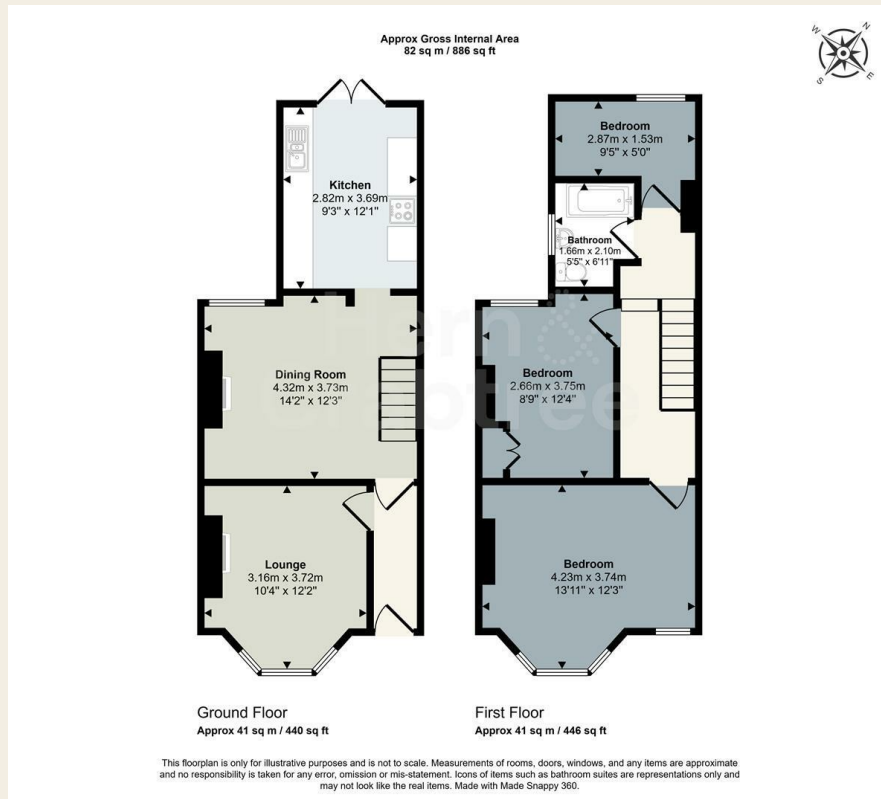 Approx Gross Internal Area
82 sq m / 886 sq ft
N
W
E
S
Bedroom
2.87m x 1.53m
9'5" x 5'0"
Kitchen
2.82m x 3.69m
9'3" x 12'1"
Bathroom
1.66m x 2.10m
5'5" x 6'11"
Hern &
Crabtree
Dining Room
4.32m x 3.73m
14'2" x 12'3"
Bedroom
2.66m x 3.75m
8'9" x 12'4"
Lounge
3.16m x 3.72m
10'4" x 12'2"
Bedroom
4.23m x 3.74m
13'11" x 12'3"
Ground Floor
Approx 41 sq m / 440 sq ft
First Floor
Approx 41 sq m / 446 sq ft
This floorplan is only for illustrative purposes and is not to scale. Measurements of rooms, doors, windows, and any items are approximate
and no responsibility is taken for any error, omission or mis-statement. Icons of items such as bathroom suites are representations only and
may not look like the real items. Made with Made Snappy 360.